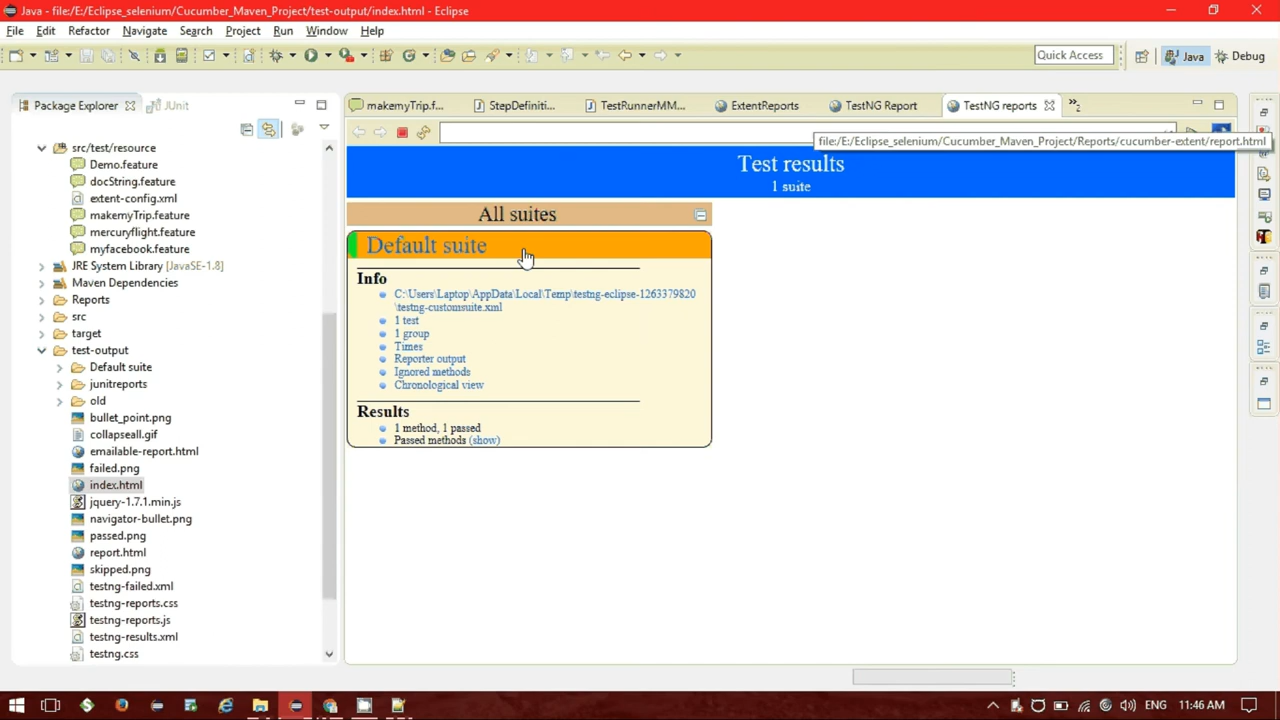 Java - file:/E:/Eclipse_selenium/Cucumber_Maven_Project/test-output/index.html - Eclipse
File Edit Refactor Navigate Search Project Run Window Help
Quick Access
Java
Debug
Package Explorer
JUnit
makemyTrip.f...
StepDefiniti...
TestRunnerMM...
ExtentReports
TestNG Report
TestNG reports
2
file:/E:/Eclipse_selenium/Cucumber_Maven_Project/Reports/cucumber-extent/report.html
src/test/resource
Demo.feature
docString.feature
extent-config.xml
makemyTrip.feature
mercuryflight.feature
myfacebook.feature
JRE System Library [JavaSE-1.8]
Maven Dependencies
Reports
src
target
test-output
Default suite
junitreports
old
bullet_point.png
collapseall.gif
emailable-report.html
failed.png
index.html
jquery-1.7.1.min.js
navigator-bullet.png
passed.png
report.html
skipped.png
testng-failed.xml
testng-reports.css
testng-reports.js
testng-results.xml
testng.css
Test results
1 suite
All suites
Default suite
Info
C:\Users\Laptop\AppData\Local\Temp\testng-eclipse-1263379820
\testng-customsuite.xml
1 test
1 group
Times
Reporter output
Ignored methods
Chronological view
Results
1 method, 1 passed
Passed methods (show)
ENG
11:46 AM